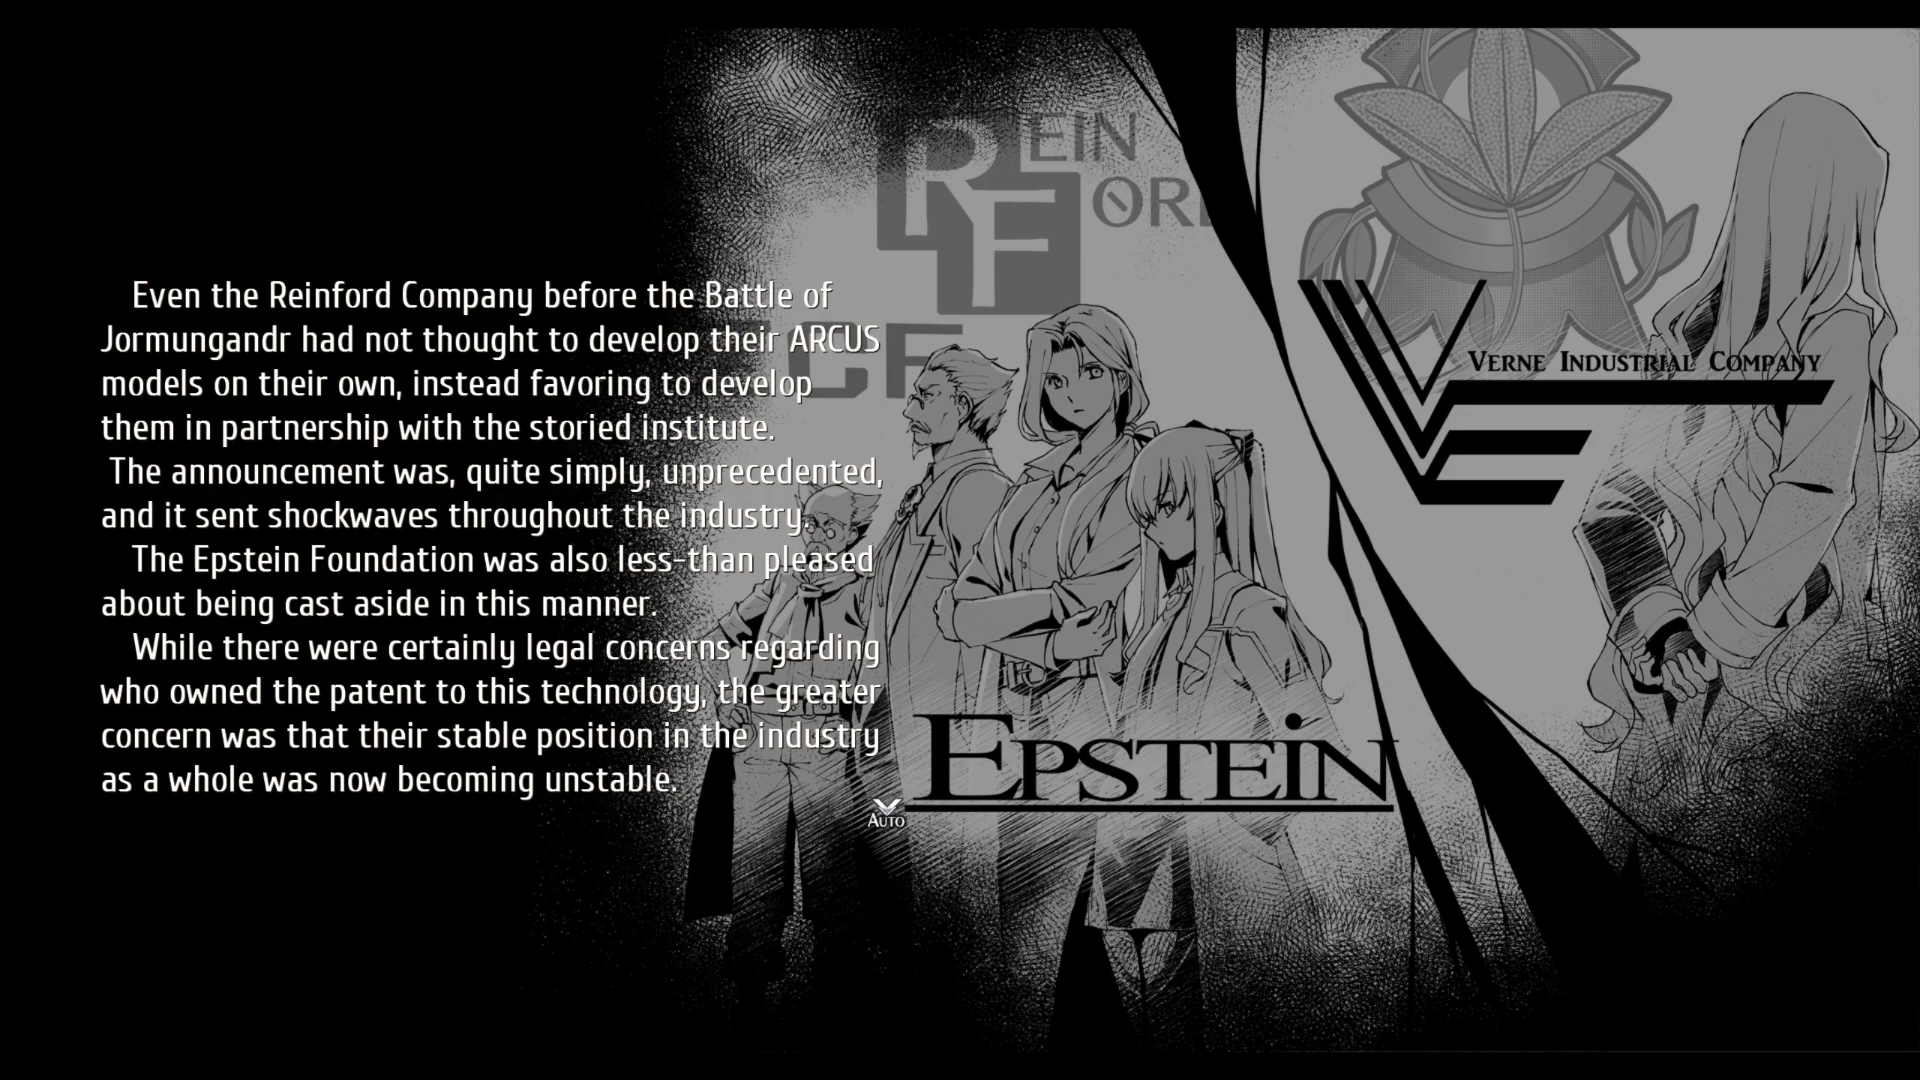 Even the Reinford Company before the Battle of
Jormungandr had not thought to develop their ARCUS
models on their own, instead favoring to develop
them in partnership with the storied institute.
The announcement was, quite simply, unprecedented,
and it sent shockwaves throughout the industry.
The Epstein Foundation was also less-than pleased
about being cast aside in this manner.
While there were certainly legal concerns regarding
who owned the patent to this technology, the greater
concern was that their stable position in the industry
as a whole was now becoming unstable.
AUTO
REIN
FORD
EPSTEIN
VERNE INDUSTRIAL COMPANY